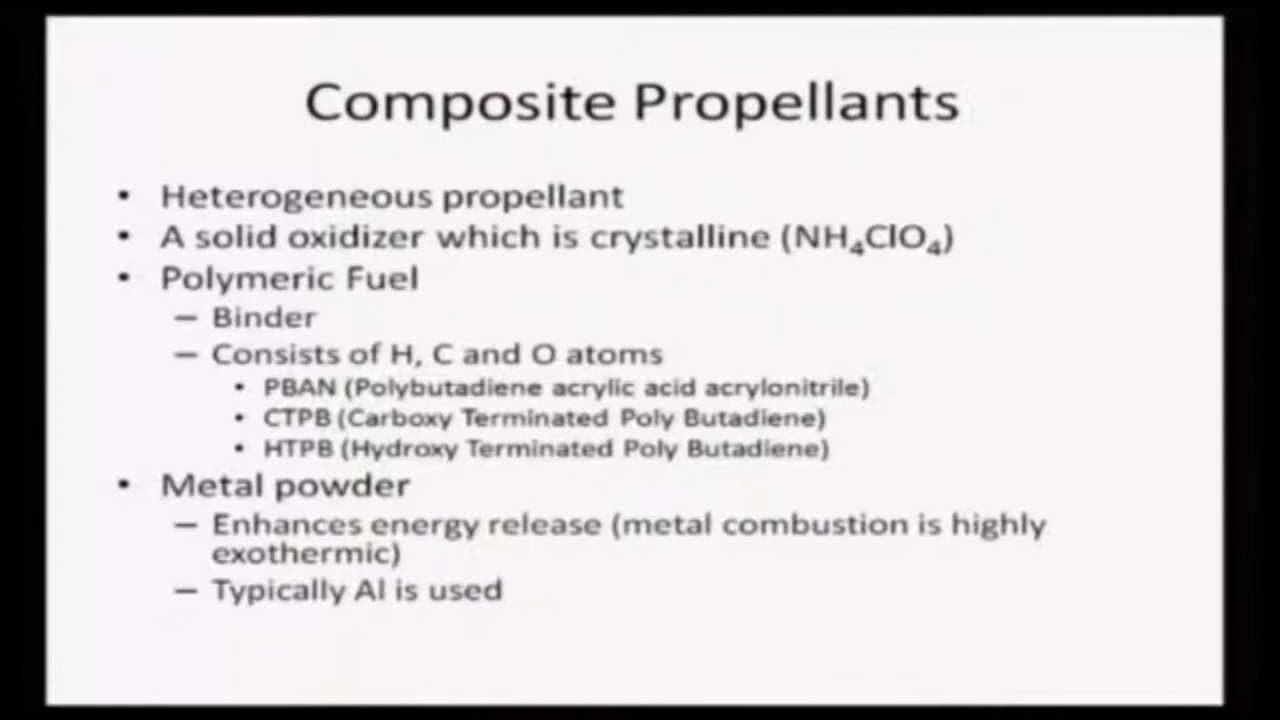 Composite Propellants
• Heterogeneous propellant
• A solid oxidizer which is crystalline (NH₄ClO₄)
• Polymeric Fuel
– Binder
– Consists of H, C and O atoms
• PBAN (Polybutadiene acrylic acid acrylonitrile)
• CTPB (Carboxy Terminated Poly Butadiene)
• HTPB (Hydroxy Terminated Poly Butadiene)
• Metal powder
– Enhances energy release (metal combustion is highly
exothermic)
– Typically Al is used